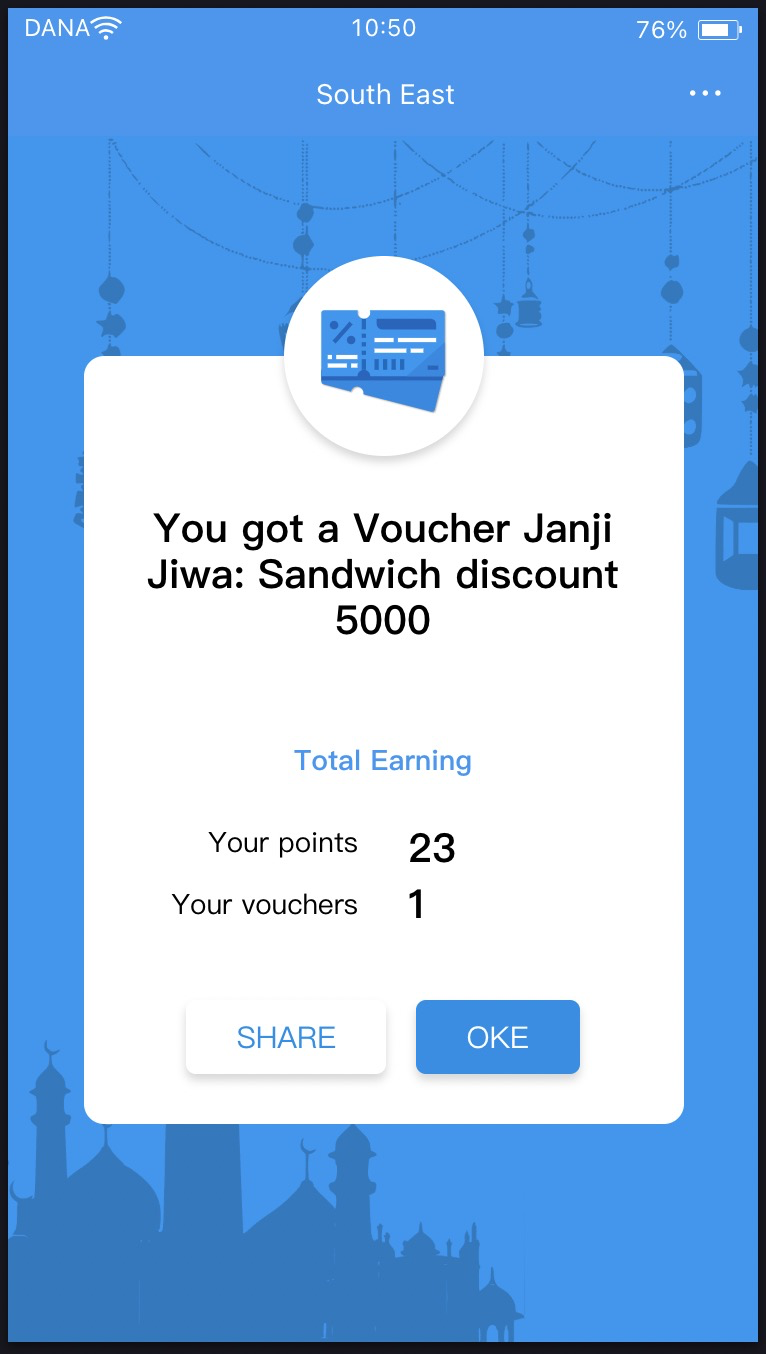 DANA 10:50 76%
South East
You got a Voucher Janji
Jiwa: Sandwich discount
5000
Total Earning
Your points 23
Your vouchers 1
SHARE OKE